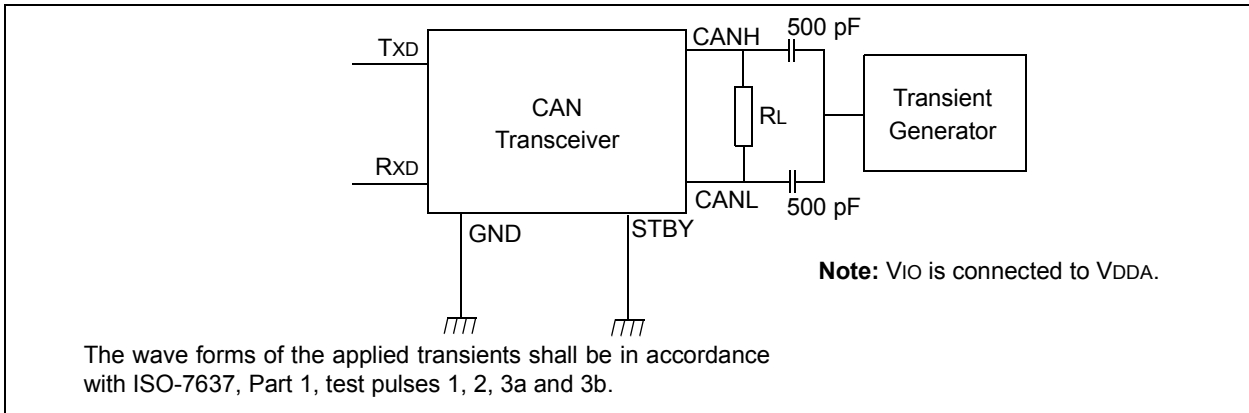 500 pF
CANH
TXD
CAN
Transceiver
RL
Transient
Generator
RXD
CANL
500 pF
GND
STBY
Note: VIO is connected to VDDA.
The wave forms of the applied transients shall be in accordance
with ISO-7637, Part 1, test pulses 1, 2, 3a and 3b.